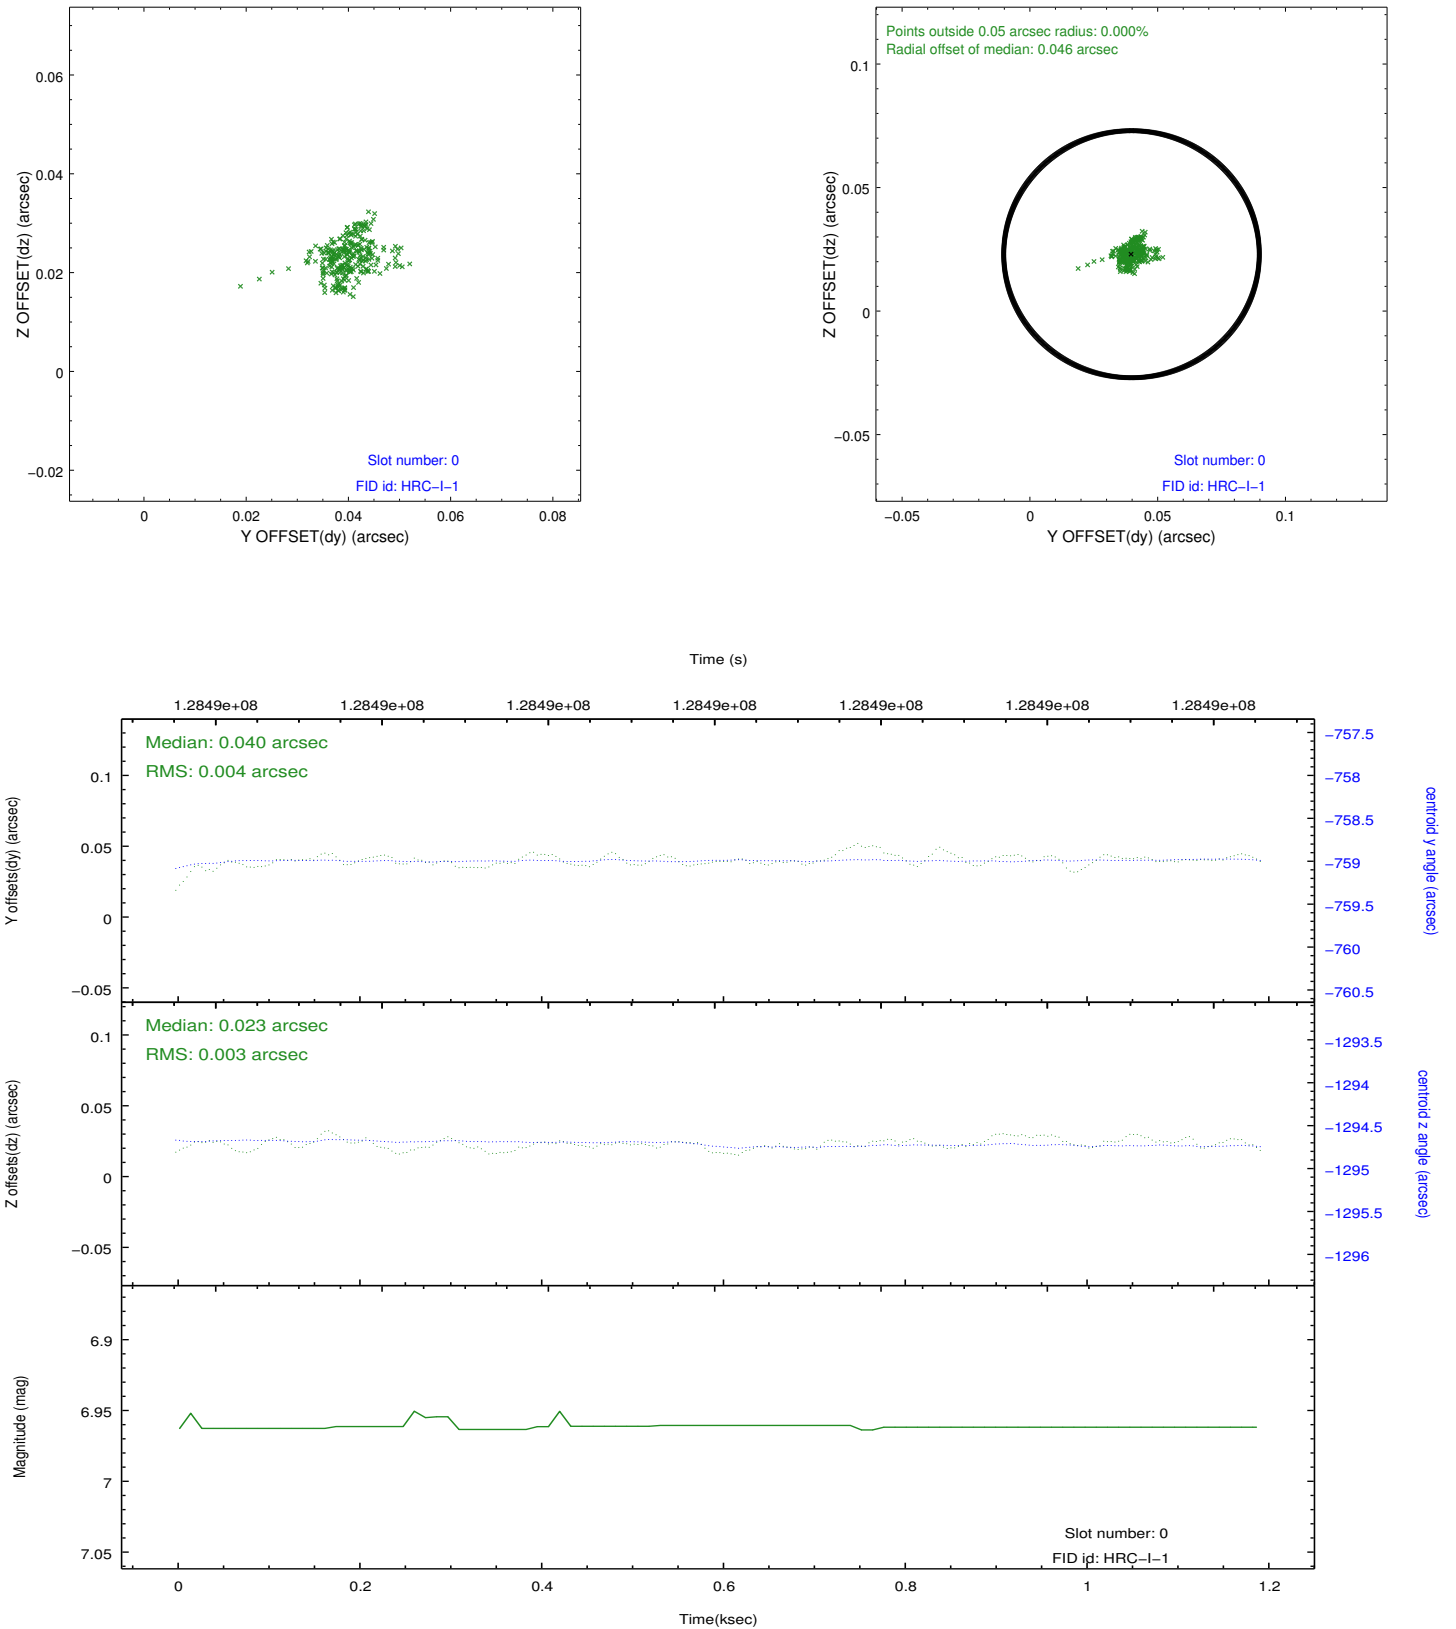 0.06
0.04
0.02
0
−0.02
Z OFFSET(dz) (arcsec)
Slot number: 0
FID id: HRC−I−1
0 0.02 0.04 0.06 0.08
Y OFFSET(dy) (arcsec)
Points outside 0.05 arcsec radius: 0.000%
Radial offset of median: 0.046 arcsec
0.1
0.05
0
−0.05
Z OFFSET(dz) (arcsec)
Slot number: 0
FID id: HRC−I−1
−0.05 0 0.05 0.1
Y OFFSET(dy) (arcsec)
Time (s)
1.2849e+08 1.2849e+08 1.2849e+08 1.2849e+08 1.2849e+08 1.2849e+08 1.2849e+08
Median: 0.040 arcsec
RMS: 0.004 arcsec
0.1
0.05
0
−0.05
Y offsets(dy) (arcsec)
−757.5
−758
−758.5
−759
−759.5
−760
−760.5
centroid y angle (arcsec)
Median: 0.023 arcsec
RMS: 0.003 arcsec
0.1
0.05
0
−0.05
Z offsets(dz) (arcsec)
−1293.5
−1294
−1294.5
−1295
−1295.5
−1296
centroid z angle (arcsec)
6.9
6.95
7
7.05
Magnitude (mag)
Slot number: 0
FID id: HRC−I−1
0 0.2 0.4 0.6 0.8 1 1.2
Time(ksec)